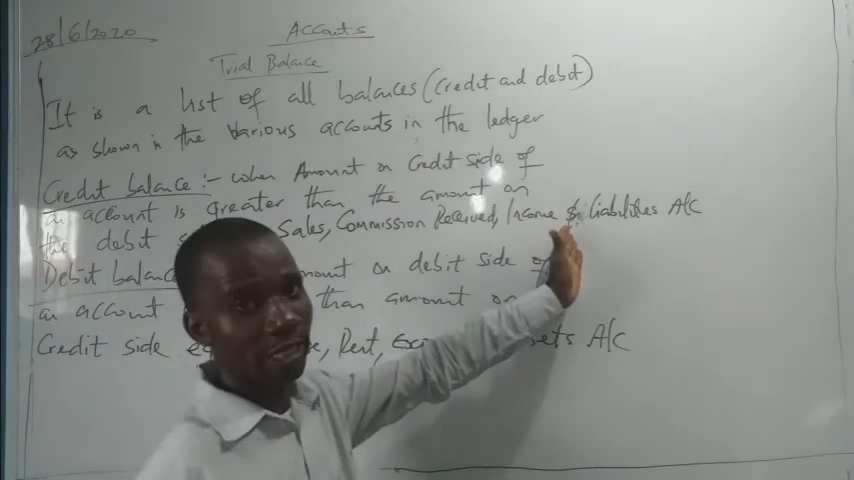 28/6/2020
Accouts
Trial Balance
It is a list of all balances (credit and debit)
as shown in the various accounts in the ledger
Credit balance :- when Amount on Credit side of
an account is greater than the amount on
the debit Sales, Commission Received, Income & liabilities A/C
Debit balance amount on debit side of
an account than amount on
Credit side Rent, A/C